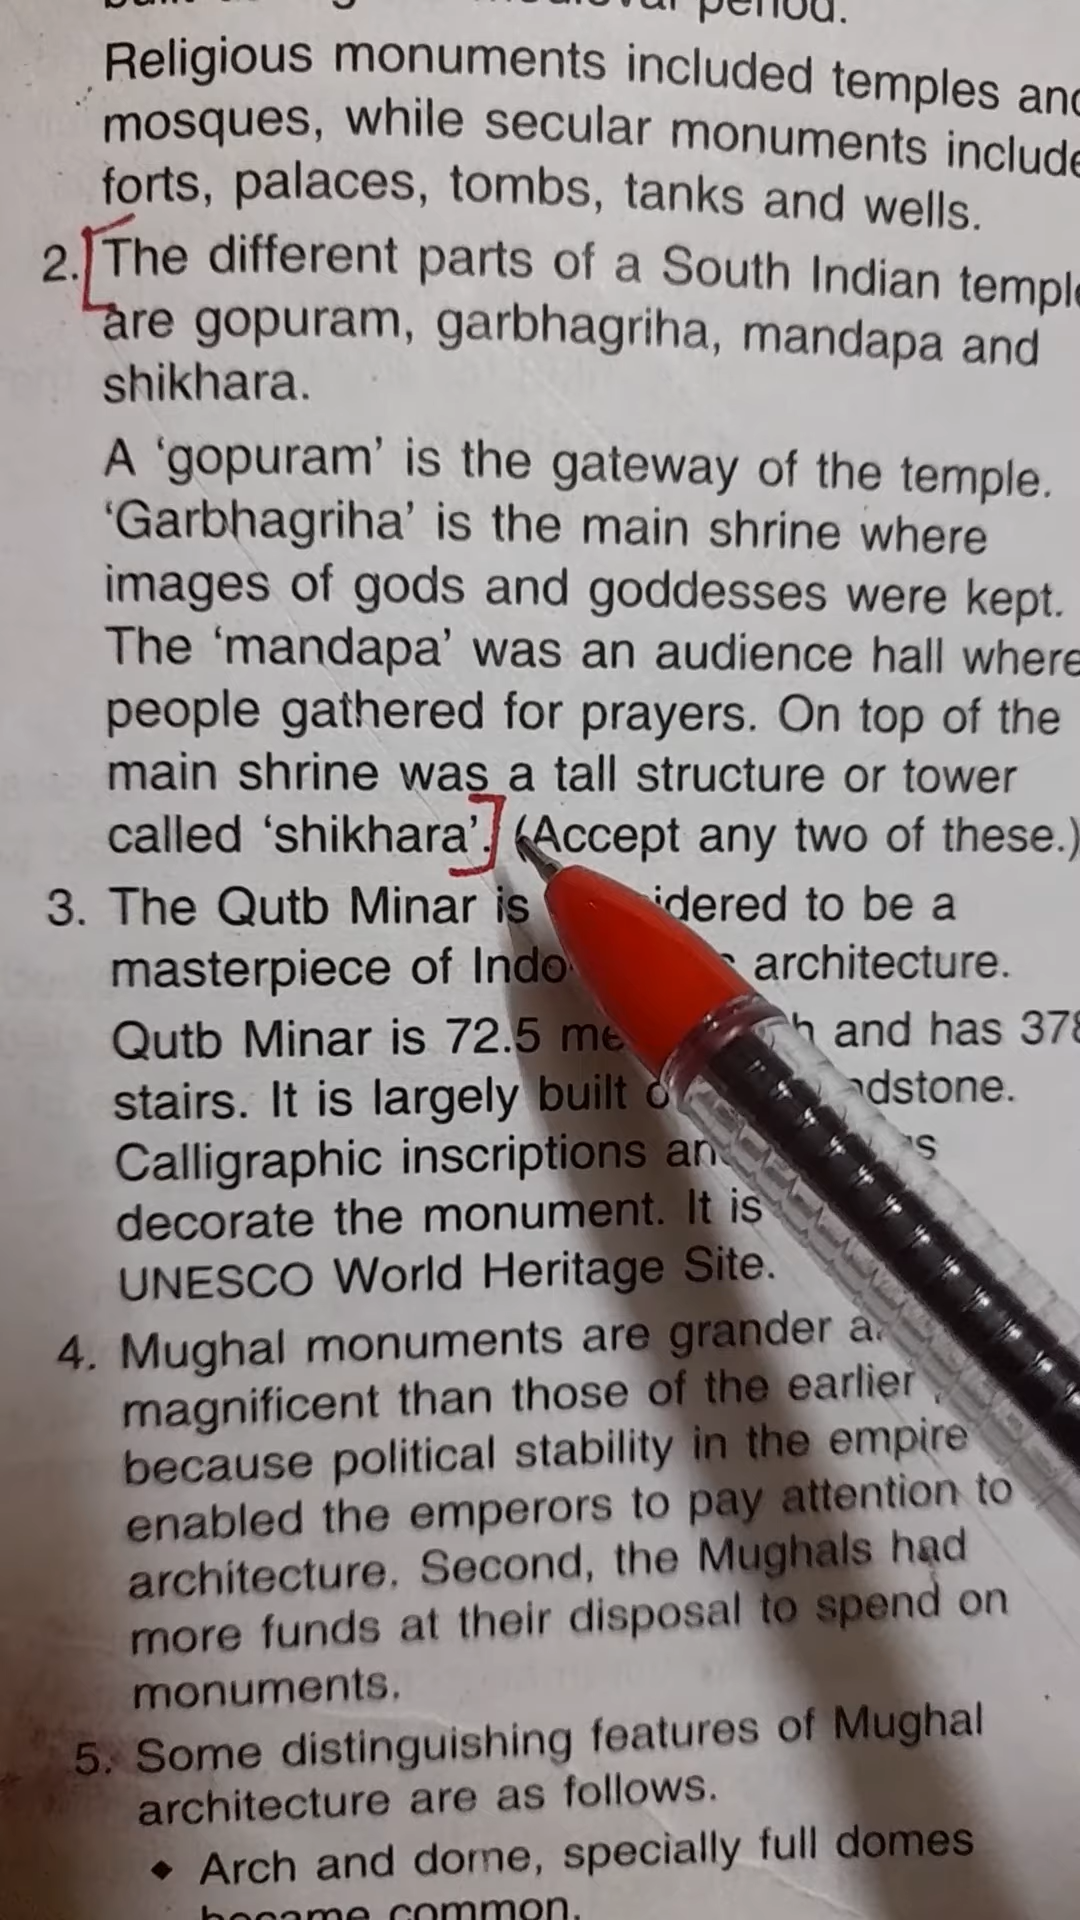 period.
Religious monuments included temples and
mosques, while secular monuments include
forts, palaces, tombs, tanks and wells.
2. The different parts of a South Indian temple
are gopuram, garbhagriha, mandapa and
shikhara.
A ‘gopuram’ is the gateway of the temple.
‘Garbhagriha’ is the main shrine where
images of gods and goddesses were kept.
The ‘mandapa’ was an audience hall where
people gathered for prayers. On top of the
main shrine was a tall structure or tower
called ‘shikhara’. (Accept any two of these.)
3. The Qutb Minar is to be a
masterpiece of architecture.
Qutb Minar is 72.5 and has 378
stairs. It is largely built
Calligraphic inscriptions
decorate the monument. It is
UNESCO World Heritage Site.
4. Mughal monuments are grander
magnificent than those of the earlier
because political stability in the empire
enabled the emperors to pay attention to
architecture. Second, the Mughals had
more funds at their disposal to spend on
monuments.
5. Some distinguishing features of Mughal
architecture are as follows.
◆ Arch and dome, specially full domes
became common.